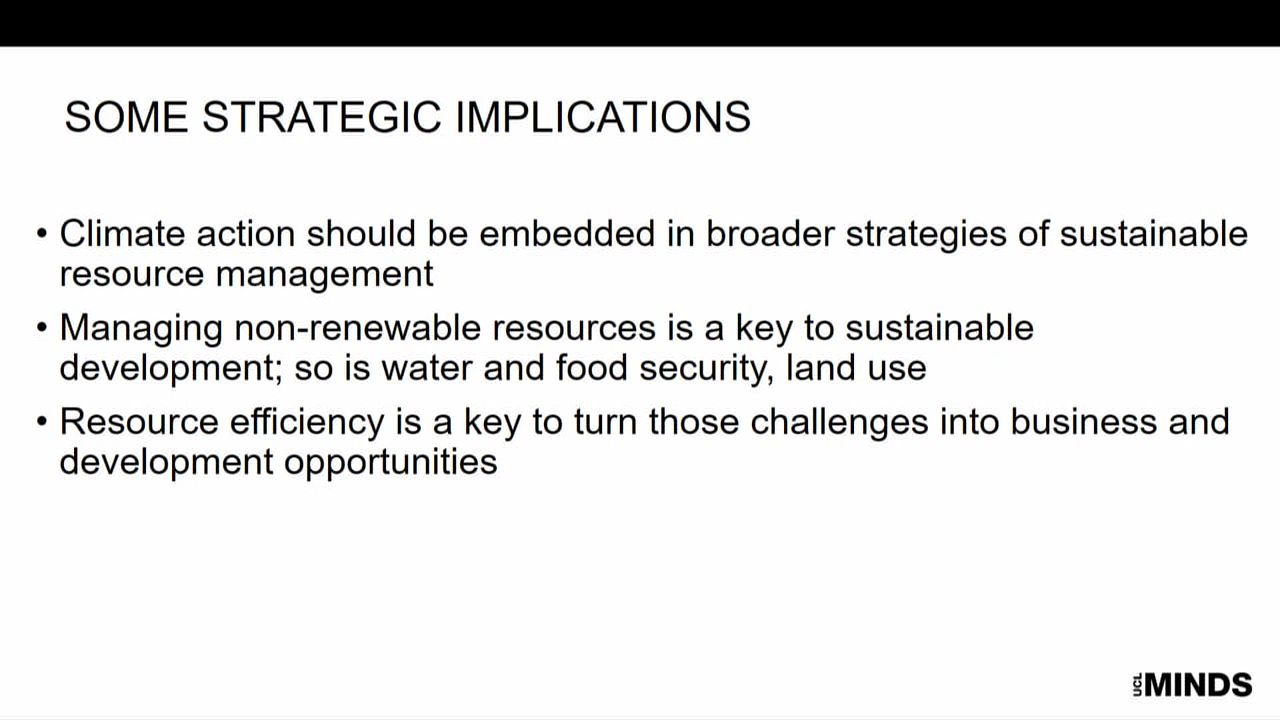 SOME STRATEGIC IMPLICATIONS
• Climate action should be embedded in broader strategies of sustainable
resource management
• Managing non-renewable resources is a key to sustainable
development; so is water and food security, land use
• Resource efficiency is a key to turn those challenges into business and
development opportunities
UCL MINDS